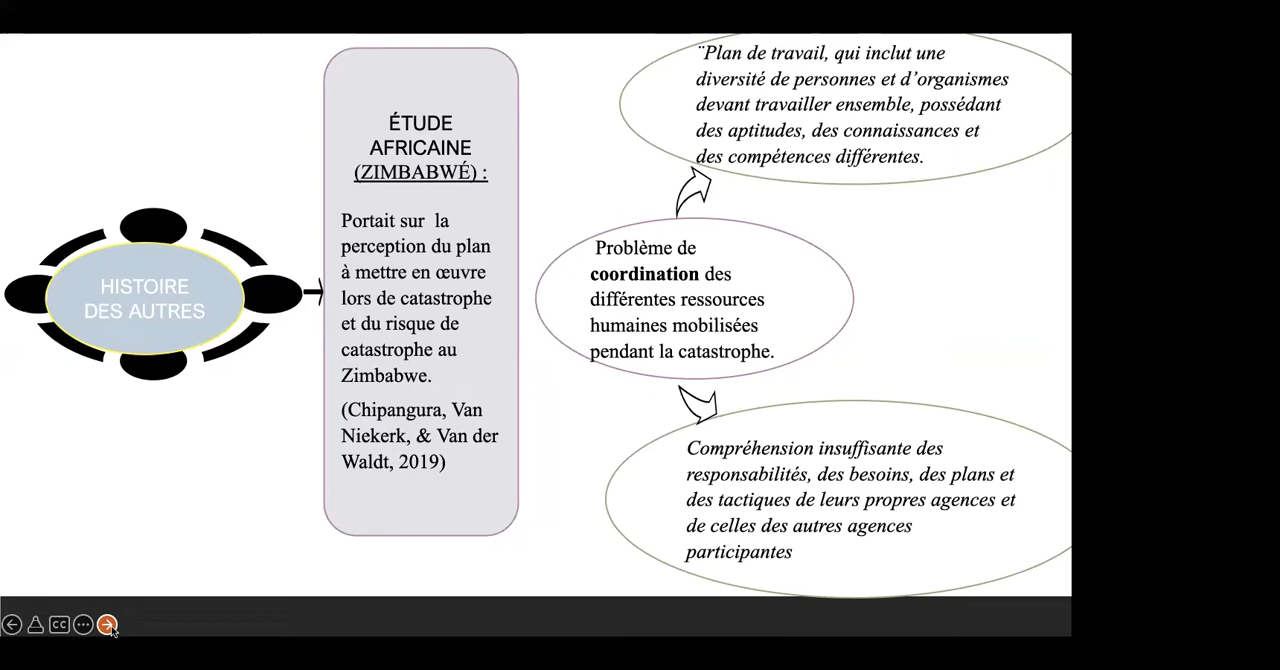 HISTOIRE
DES AUTRES
ÉTUDE
AFRICAINE
(ZIMBABWÉ) :
Portait sur  la
perception du plan
à mettre en œuvre
lors de catastrophe
et du risque de
catastrophe au
Zimbabwe.
(Chipangura, Van
Niekerk, & Van der
Waldt, 2019)
Problème de
coordination des
différentes ressources
humaines mobilisées
pendant la catastrophe.
¨Plan de travail, qui inclut une
diversité de personnes et d’organismes
devant travailler ensemble, possédant
des aptitudes, des connaissances et
des compétences différentes.
Compréhension insuffisante des
responsabilités, des besoins, des plans et
des tactiques de leurs propres agences et
de celles des autres agences
participantes
CC